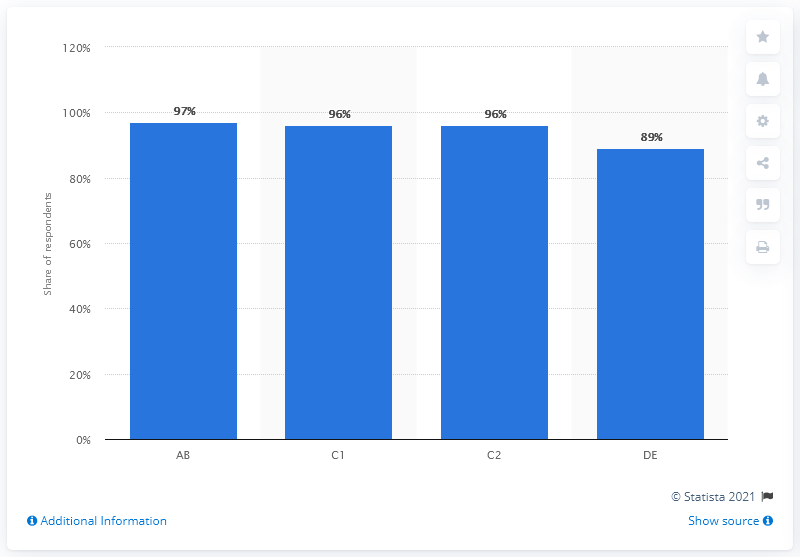 120%
100%
80%
60%
40%
20%
0%
Share of respondents
97%
96%
96%
89%
AB
C1
C2
DE
© Statista 2021
Additional Information
Show source